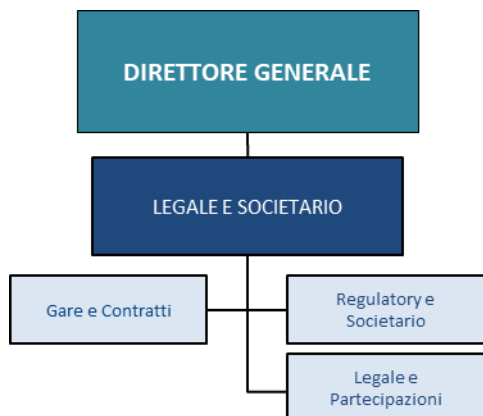 DIRETTORE GENERALE
LEGALE E SOCIETARIO
Gare e Contratti
Regulatory e
Societario
Legale e
Partecipazioni